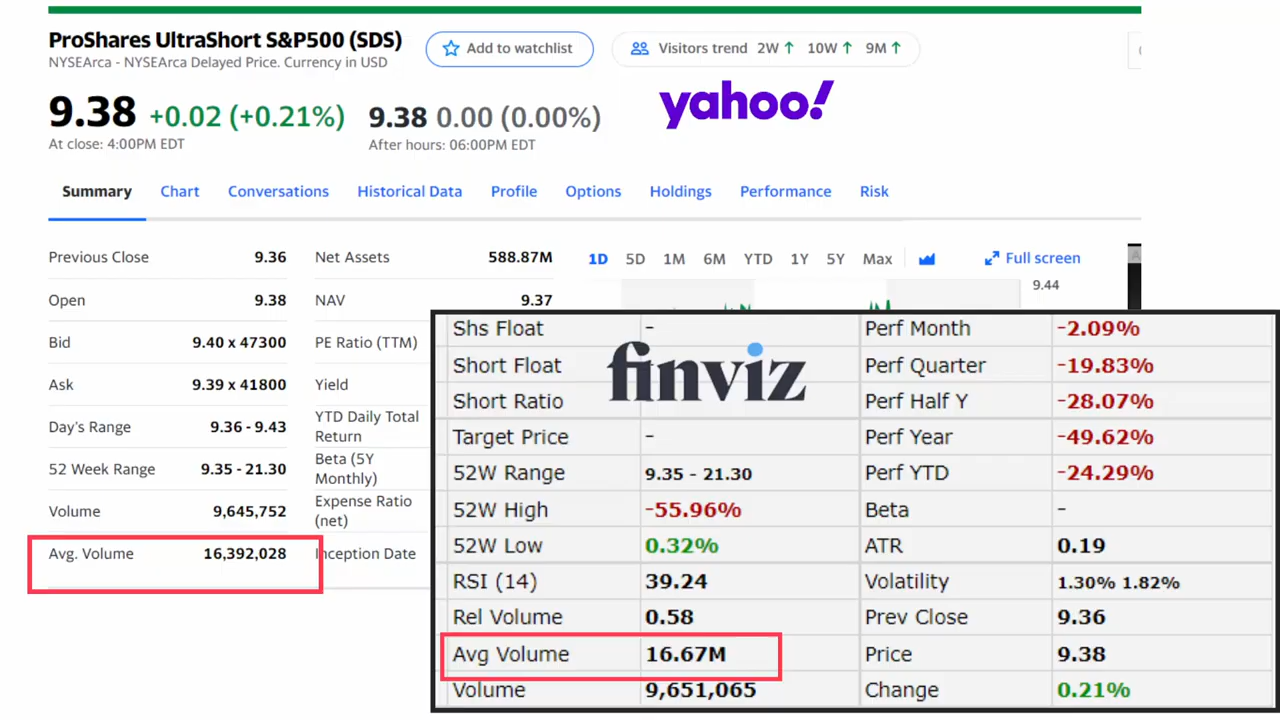 ProShares UltraShort S&P500 (SDS)
Add to watchlist
Visitors trend 2W ↑ 10W ↑ 9M ↑
NYSEArca - NYSEArca Delayed Price. Currency in USD
9.38 +0.02 (+0.21%)
9.38 0.00 (0.00%)
At close: 4:00PM EDT
After hours: 06:00PM EDT
yahoo!
Summary Chart Conversations Historical Data Profile Options Holdings Performance Risk
Previous Close 9.36
Open 9.38
Bid 9.40 x 47300
Ask 9.39 x 41800
Day's Range 9.36 - 9.43
52 Week Range 9.35 - 21.30
Volume 9,645,752
Avg. Volume 16,392,028
Net Assets 588.87M
NAV 9.37
PE Ratio (TTM)
Yield
YTD Daily Total
Return
Beta (5Y
Monthly)
Expense Ratio
(net)
Inception Date
1D 5D 1M 6M YTD 1Y 5Y Max Full screen
9.44
finviz
Shs Float - Perf Month -2.09%
Short Float Perf Quarter -19.83%
Short Ratio Perf Half Y -28.07%
Target Price - Perf Year -49.62%
52W Range 9.35 - 21.30 Perf YTD -24.29%
52W High -55.96% Beta -
52W Low 0.32% ATR 0.19
RSI (14) 39.24 Volatility 1.30% 1.82%
Rel Volume 0.58 Prev Close 9.36
Avg Volume 16.67M Price 9.38
Volume 9,651,065 Change 0.21%